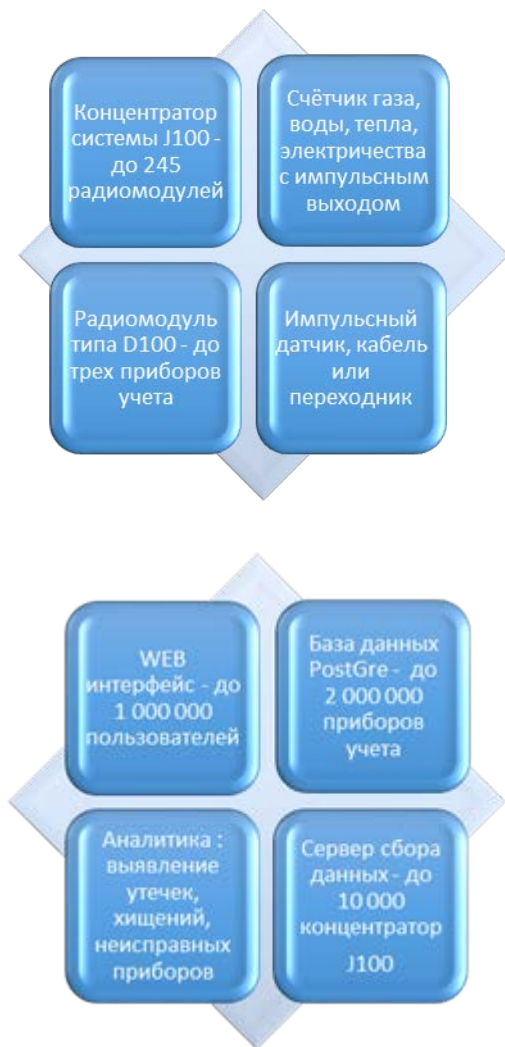 Концентратор
системы J100 -
до 245
радиомодулей
Счётчик газа,
воды, тепла,
электричества
с импульсным
выходом
Радиомодуль
типа D100 - до
трех приборов
учета
Импульсный
датчик, кабель
или
переходник
WEB
интерфейс - до
1 000 000
пользователей
База данных
PostGre - до
2 000 000
приборов
учета
Аналитика :
выявление
утечек,
хищений,
неисправных
приборов
Сервер сбора
данных - до
10 000
концентратор
J100